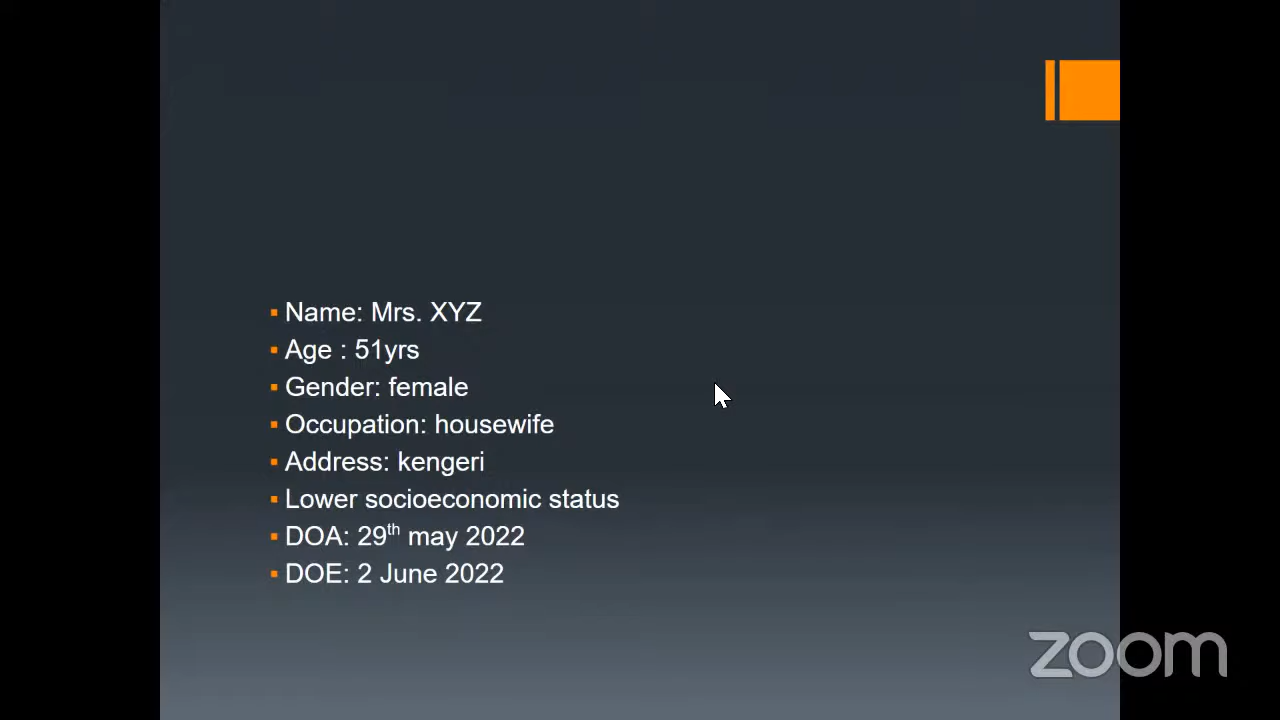 Name: Mrs. XYZ
Age : 51yrs
Gender: female
Occupation: housewife
Address: kengeri
Lower socioeconomic status
DOA: 29th may 2022
DOE: 2 June 2022
zoom